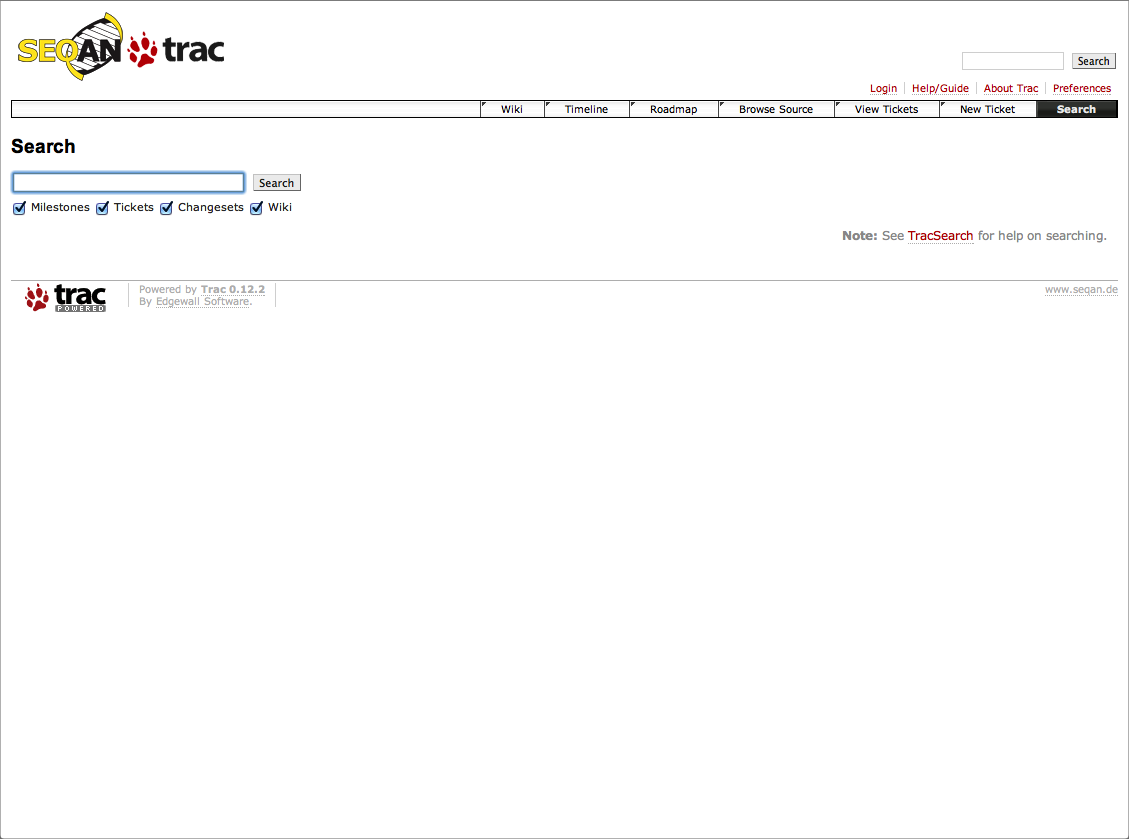 SEQAN trac
Search
Login Help/Guide About Trac Preferences
Wiki Timeline Roadmap Browse Source View Tickets New Ticket Search
Search
Search
Milestones Tickets Changesets Wiki
Note: See TracSearch for help on searching.
trac POWERED
Powered by Trac 0.12.2
By Edgewall Software.
www.seqan.de